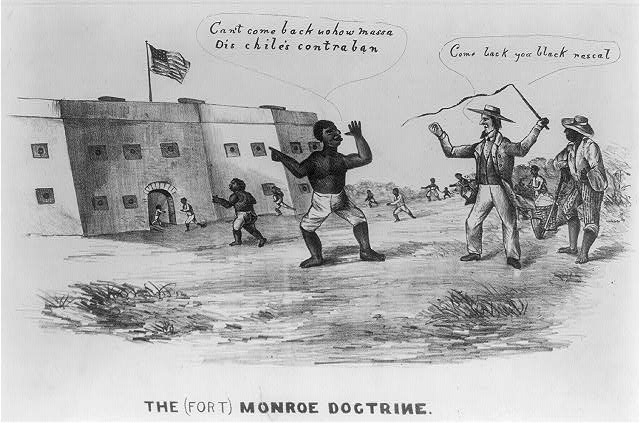 Can't come back nohow massa
Dis chile's contraban
Come back you black rascal
THE (FORT) MONROE DOCTRINE.